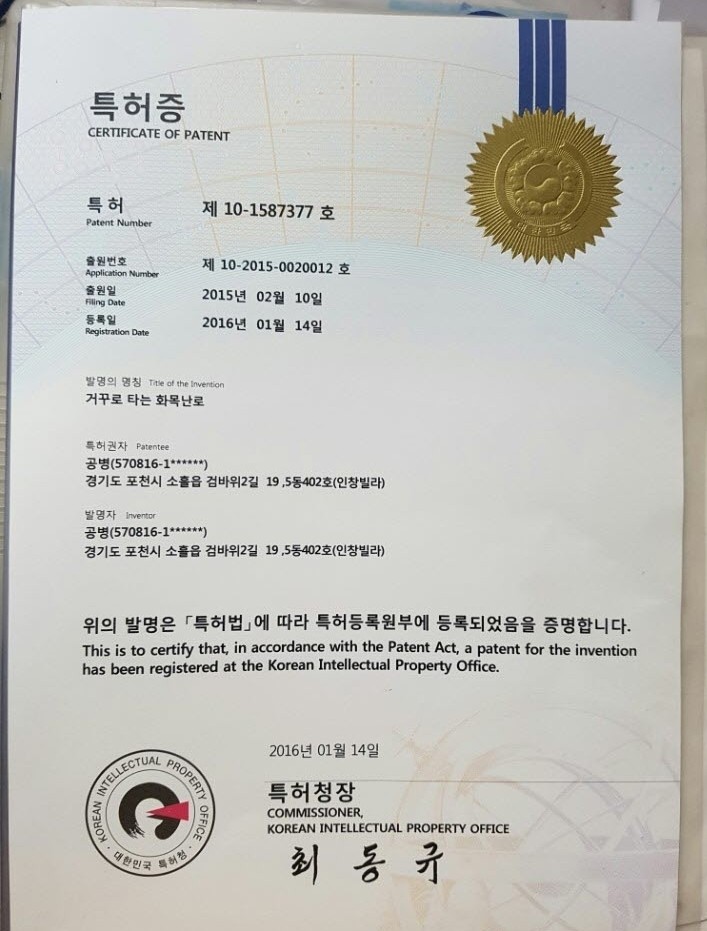 특허증
CERTIFICATE OF PATENT
특 허 제 10-1587377 호
Patent Number
출원번호 제 10-2015-0020012 호
Application Number
출원일 2015년 02월 10일
Filing Date
등록일 2016년 01월 14일
Registration Date
발명의 명칭 Title of the Invention
거꾸로 타는 화목난로
특허권자 Patentee
공병(570816-1******)
경기도 포천시 소흘읍 검바위2길 19 ,5동402호(인창빌라)
발명자 Inventor
공병(570816-1******)
경기도 포천시 소흘읍 검바위2길 19 ,5동402호(인창빌라)
위의 발명은 「특허법」에 따라 특허등록원부에 등록되었음을 증명합니다.
This is to certify that, in accordance with the Patent Act, a patent for the invention
has been registered at the Korean Intellectual Property Office.
2016년 01월 14일
특허청장
COMMISSIONER,
KOREAN INTELLECTUAL PROPERTY OFFICE
최 동 규
KOREAN INTELLECTUAL PROPERTY OFFICE
대한민국 특허청
대한민국